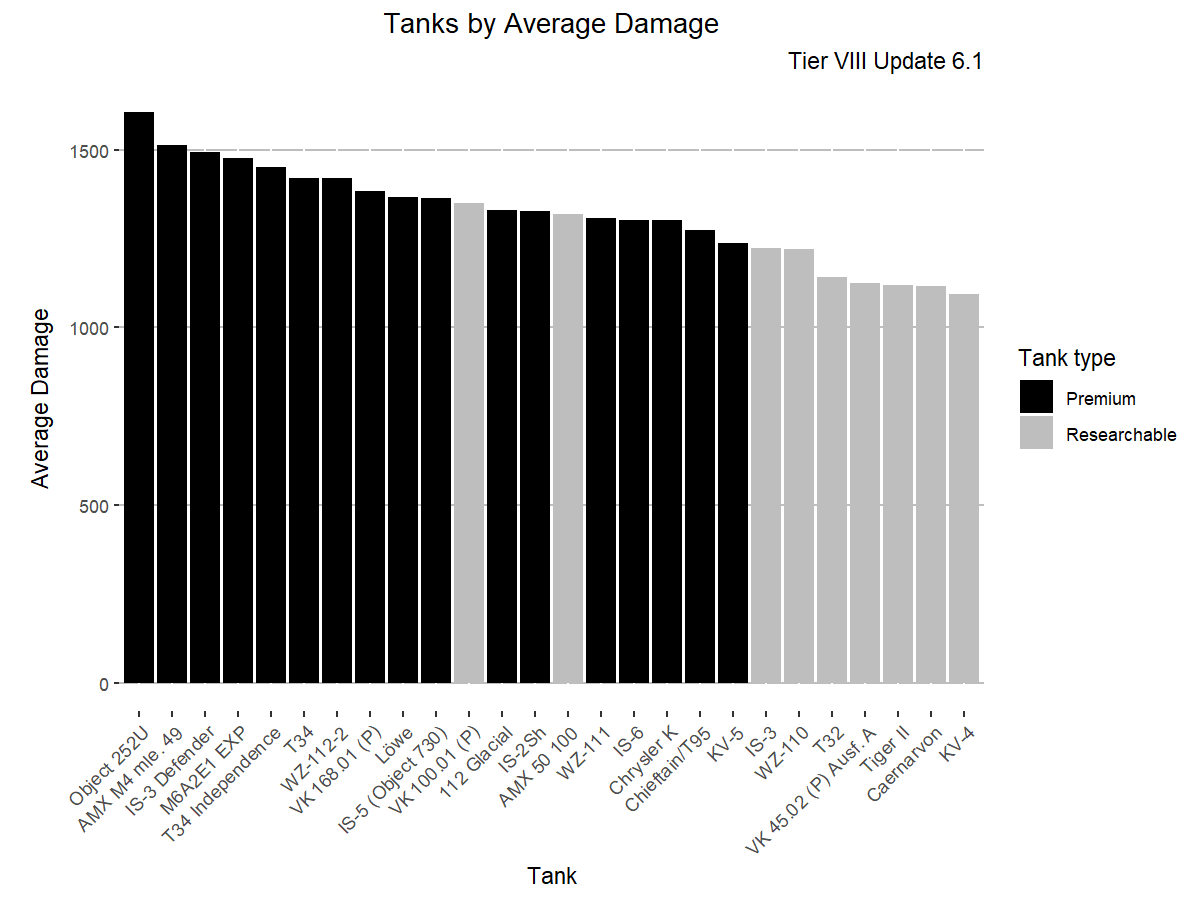 Tanks by Average Damage
Tier VIII Update 6.1
Average Damage
1500
1000
500
0
Object 252U
AMX M4 mle. 49
IS-3 Defender
M6A2E1 EXP
T34 Independence
T34
WZ-112-2
VK 168.01 (P)
Löwe
IS-5 (Object 730)
VK 100.01 (P)
112 Glacial
IS-2Sh
AMX 50 100
WZ-111
IS-6
Chrysler K
Chieftain/T95
KV-5
IS-3
WZ-110
T32
VK 45.02 (P) Ausf. A
Tiger II
Caernarvon
KV-4
Tank
Tank type
Premium
Researchable